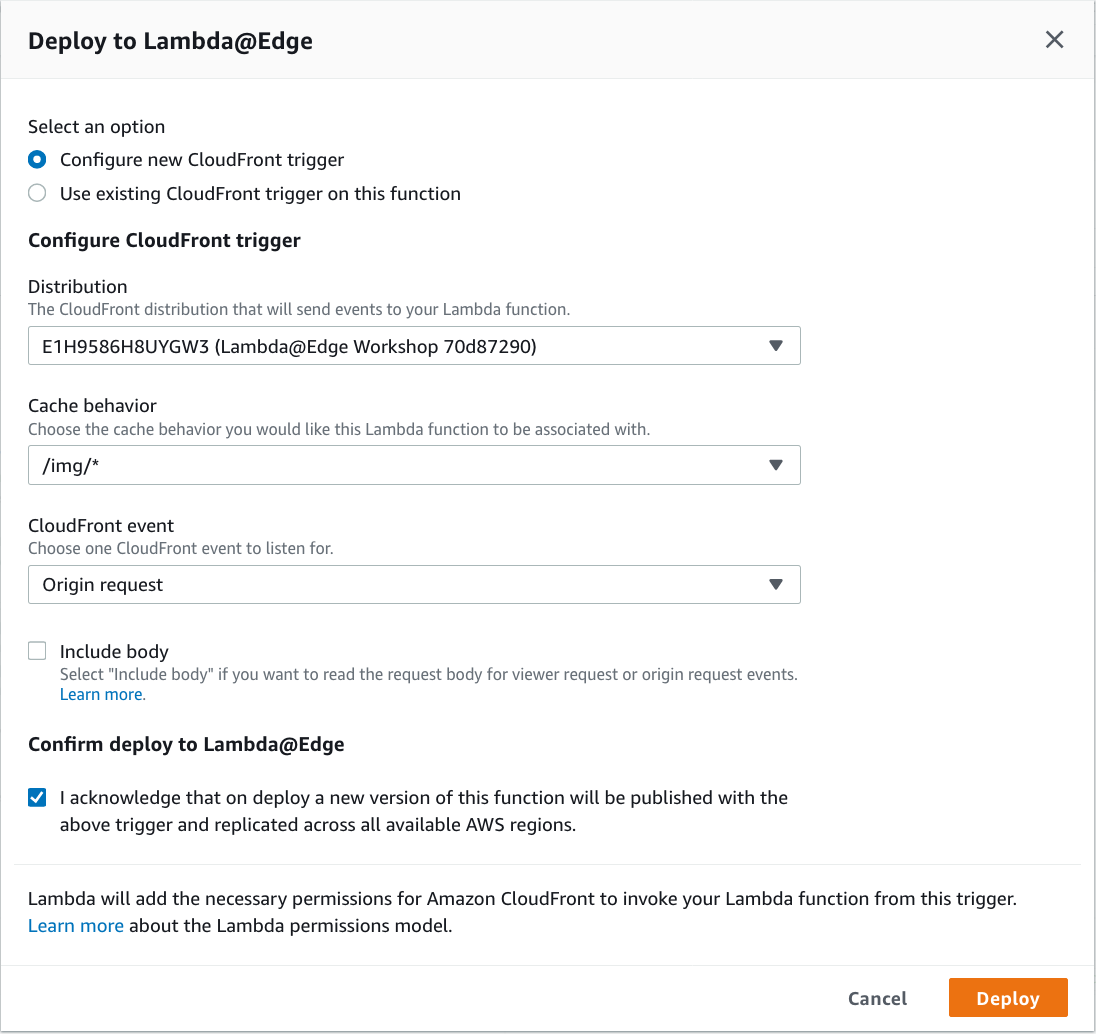 Deploy to Lambda@Edge
Select an option
Configure new CloudFront trigger
Use existing CloudFront trigger on this function
Configure CloudFront trigger
Distribution
The CloudFront distribution that will send events to your Lambda function.
E1H9586H8UYGW3 (Lambda@Edge Workshop 70d87290)
Cache behavior
Choose the cache behavior you would like this Lambda function to be associated with.
/img/*
CloudFront event
Choose one CloudFront event to listen for.
Origin request
Include body
Select "Include body" if you want to read the request body for viewer request or origin request events.
Learn more.
Confirm deploy to Lambda@Edge
I acknowledge that on deploy a new version of this function will be published with the
above trigger and replicated across all available AWS regions.
Lambda will add the necessary permissions for Amazon CloudFront to invoke your Lambda function from this trigger.
Learn more about the Lambda permissions model.
Cancel
Deploy